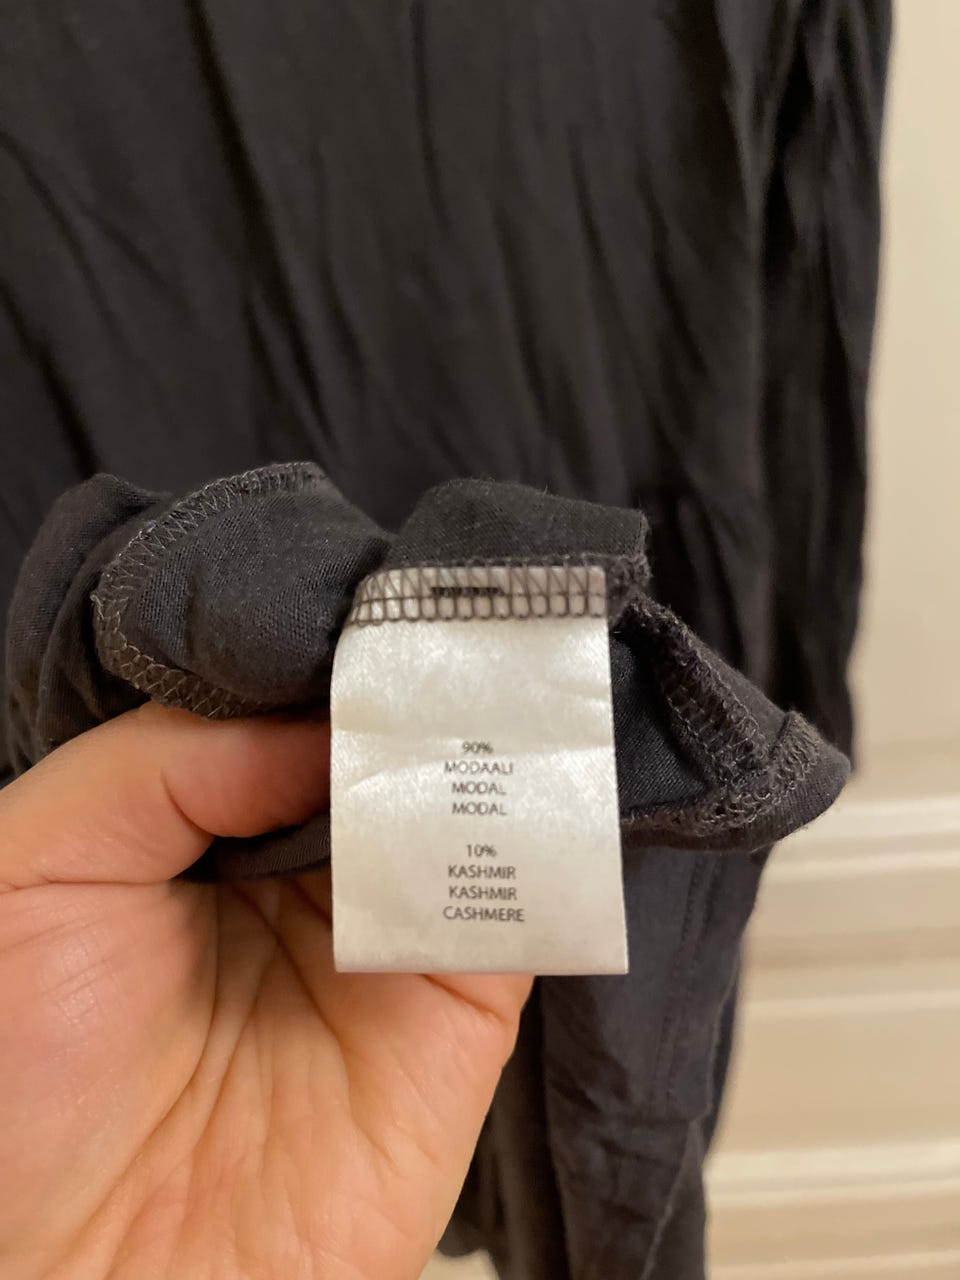 90%
MODAALI
MODAL
MODAL
10%
KASHMIR
KASHMIR
CASHMERE